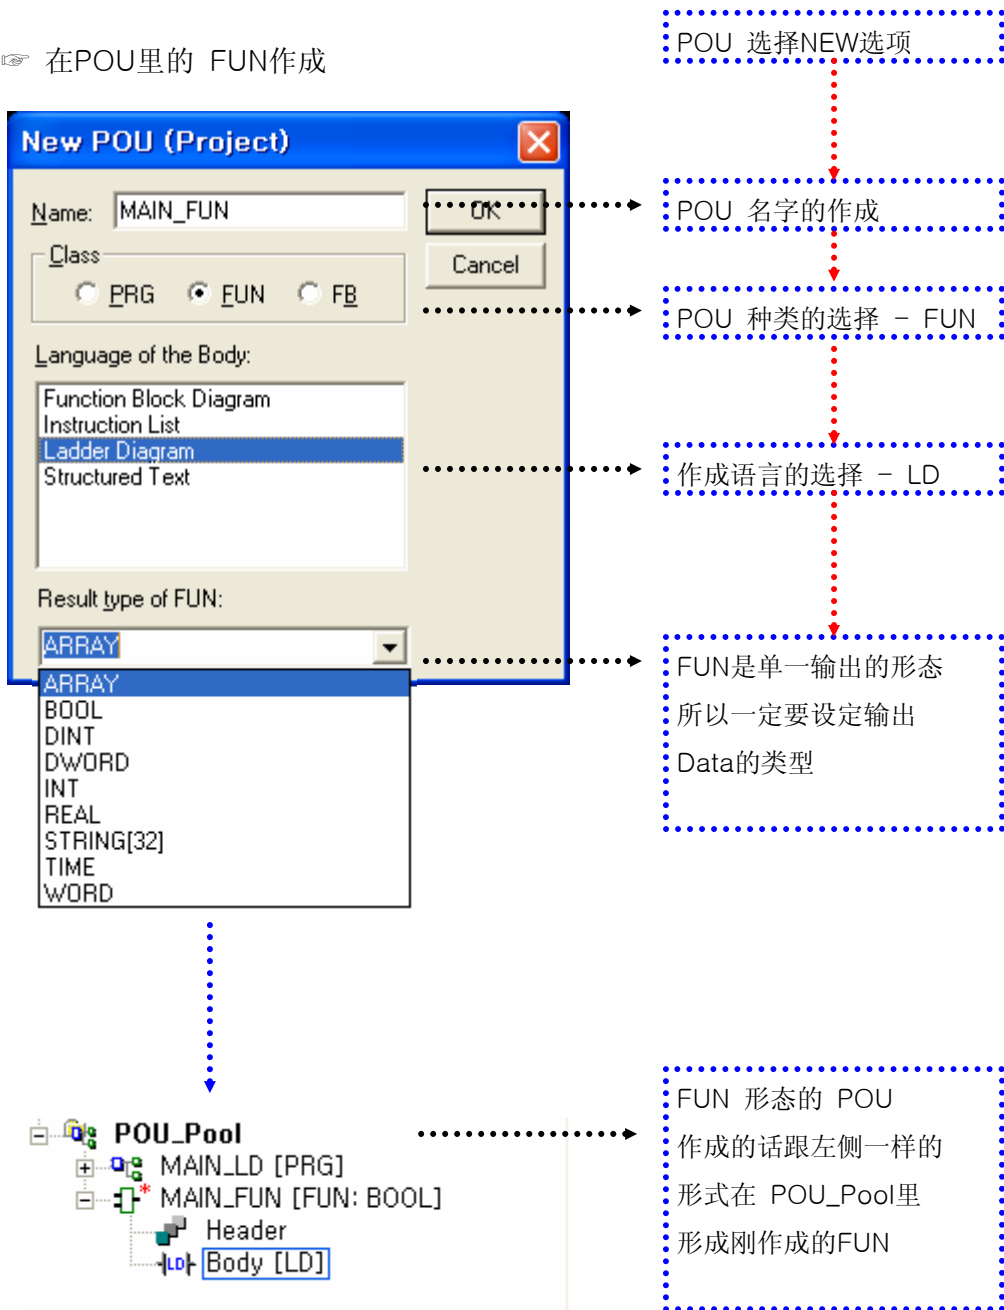 ☞ 在POU里的 FUN作成
POU 选择NEW选项
New POU (Project)
Name: MAIN_FUN
OK
Cancel
Class
PRG FUN FB
Language of the Body:
Function Block Diagram
Instruction List
Ladder Diagram
Structured Text
Result type of FUN:
ARRAY
ARRAY
BOOL
DINT
DWORD
INT
REAL
STRING[32]
TIME
WORD
POU 名字的作成
POU 种类的选择 - FUN
作成语言的选择 - LD
FUN是单一输出的形态
所以一定要设定输出
Data的类型
POU_Pool
MAIN_LD [PRG]
MAIN_FUN [FUN: BOOL]
Header
LD Body [LD]
FUN 形态的 POU
作成的话跟左侧一样的
形式在 POU_Pool里
形成刚作成的FUN